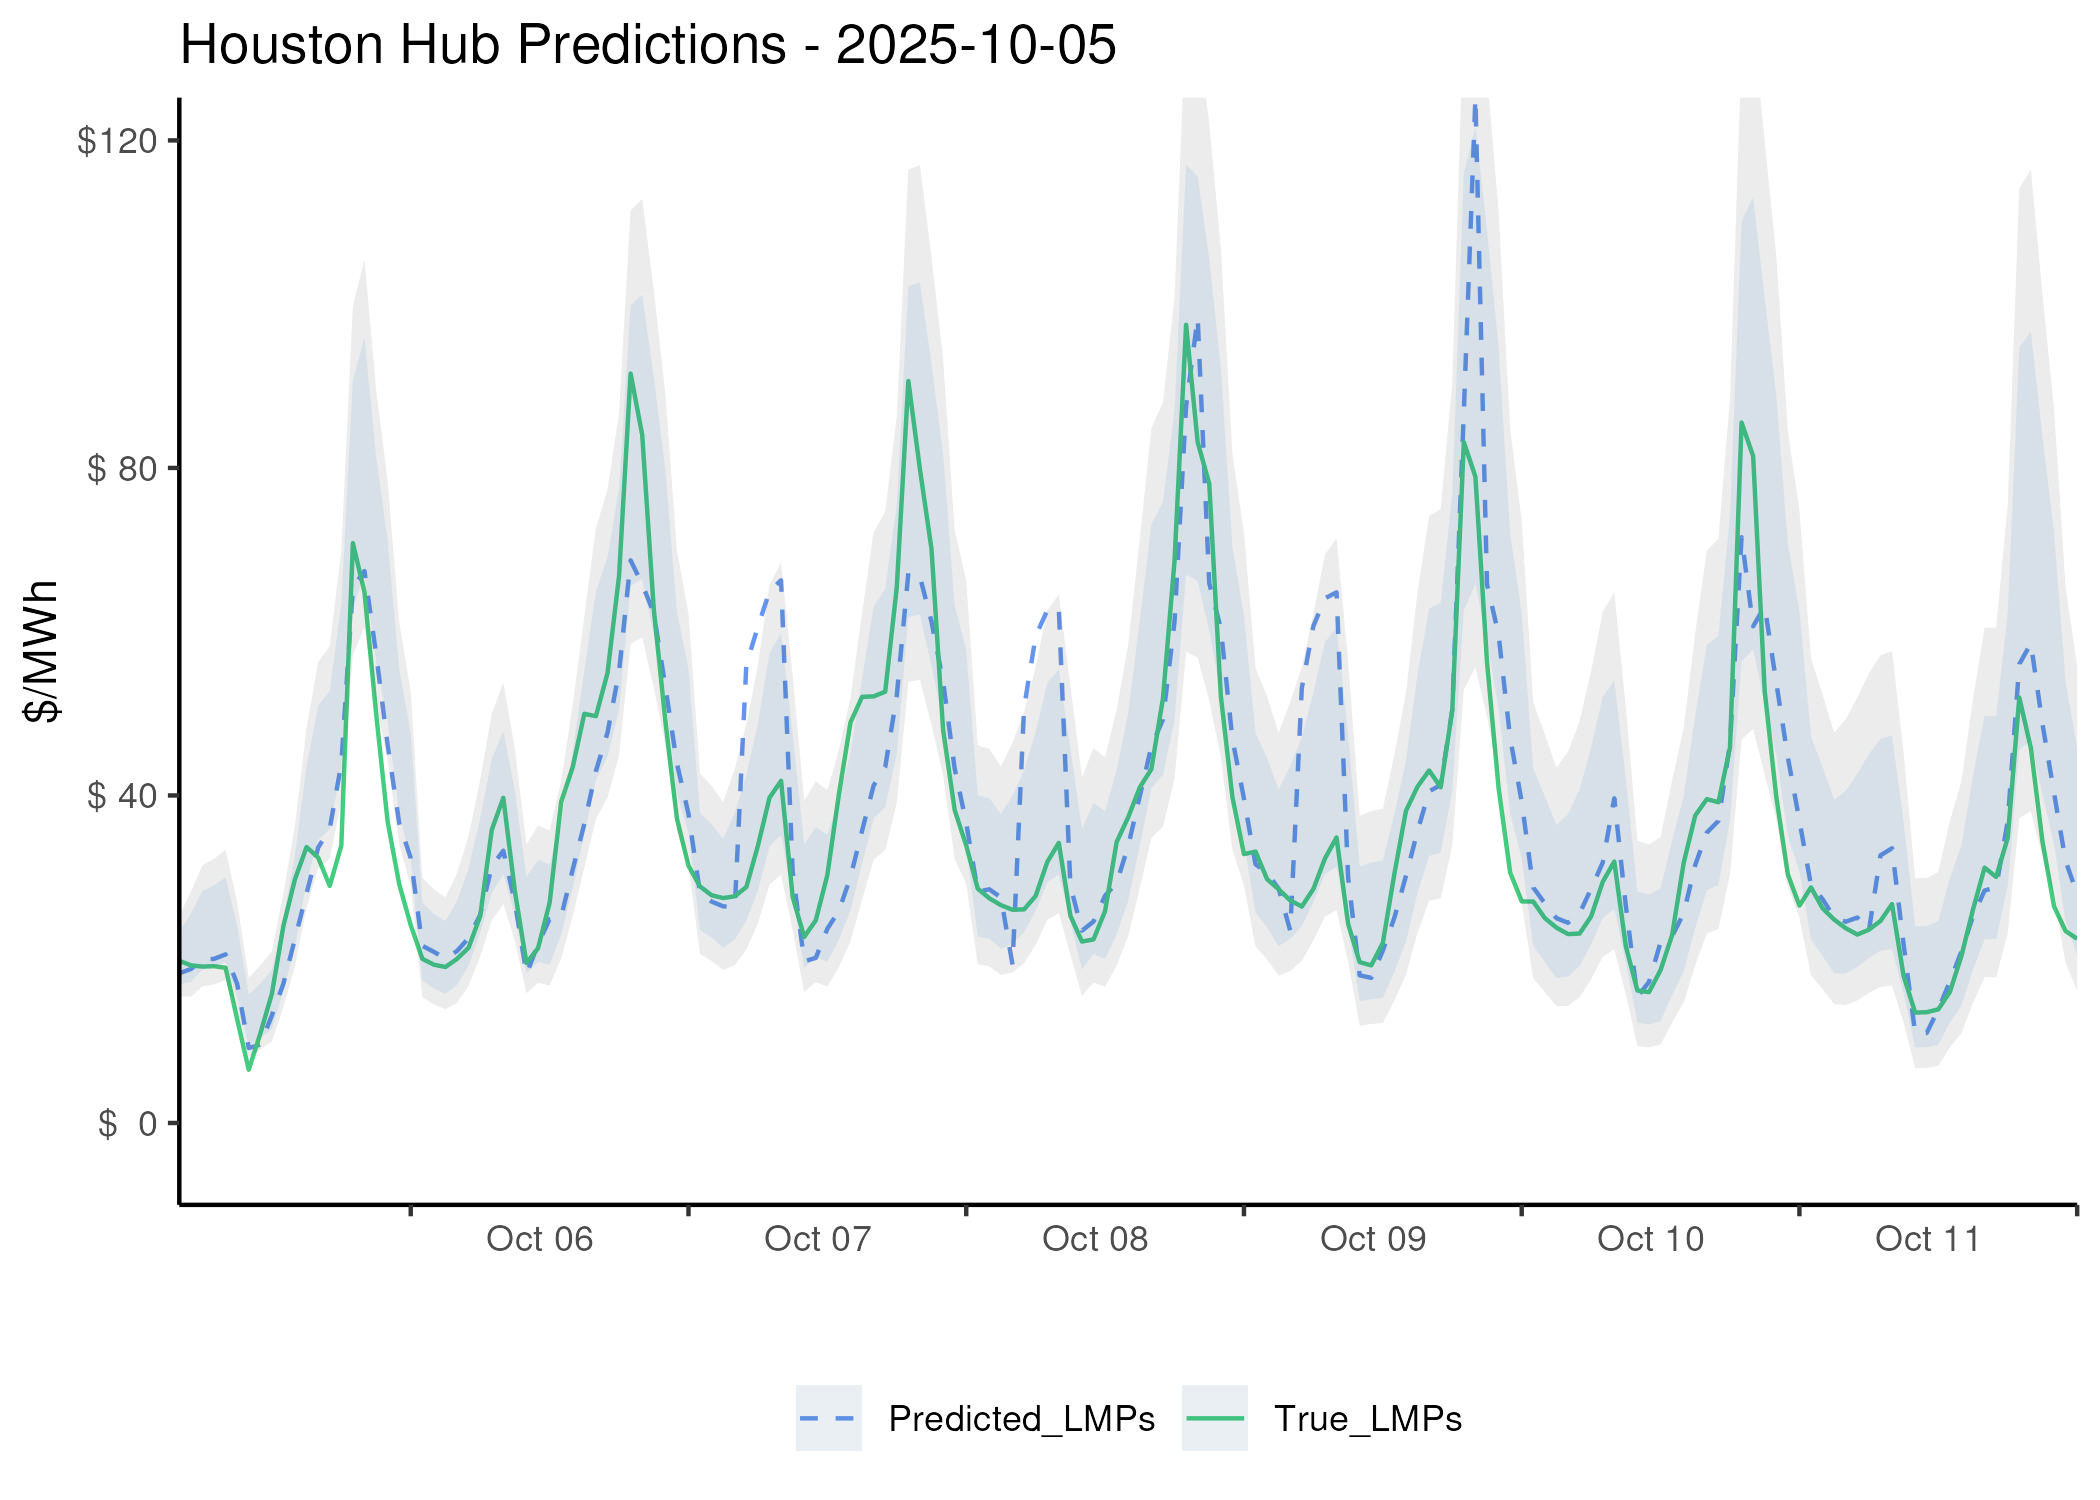 Houston Hub Predictions - 2025-10-05
$120
$ 80
$ 40
$ 0
$/MWh
Oct 06 Oct 07 Oct 08 Oct 09 Oct 10 Oct 11
Predicted_LMPs True_LMPs